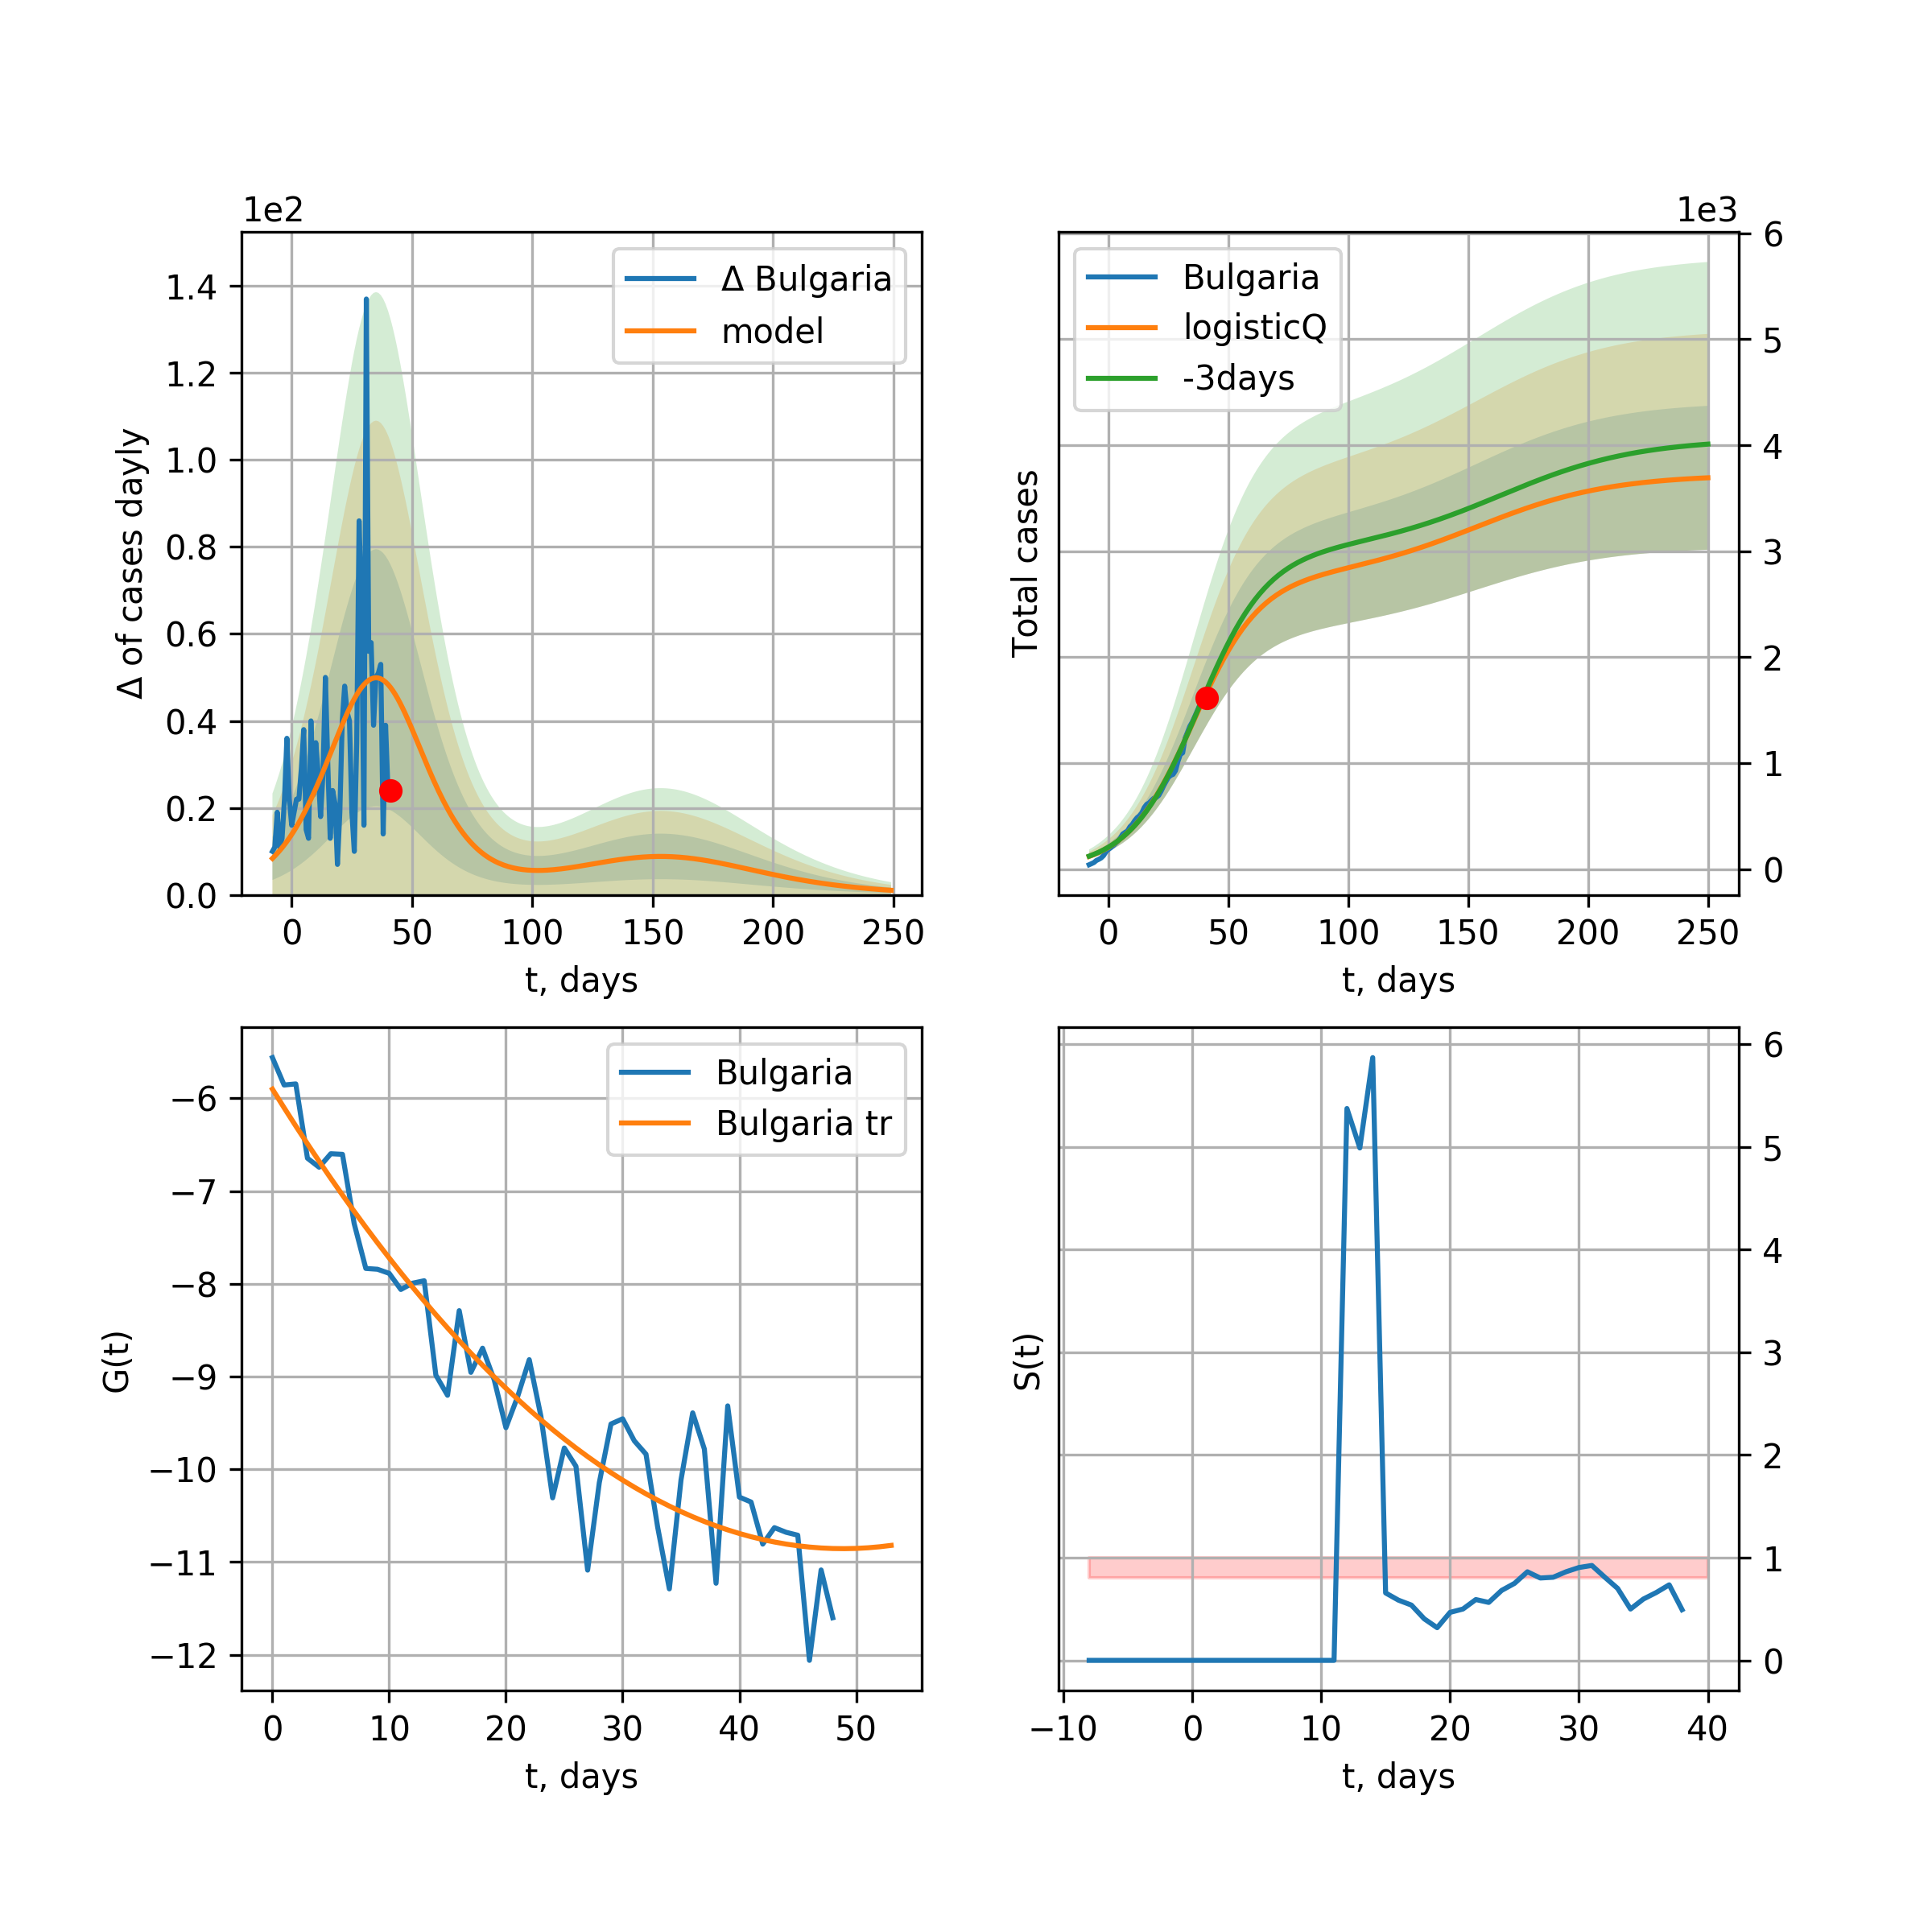 1e2
Δ of cases dayly
1.4
1.2
1.0
0.8
0.6
0.4
0.2
0.0
0 50 100 150 200 250
t, days
Δ Bulgaria
model
1e3
Total cases
6
5
4
3
2
1
0
0 50 100 150 200 250
t, days
Bulgaria
logisticQ
-3days
G(t)
−6
−7
−8
−9
−10
−11
−12
0 10 20 30 40 50
t, days
Bulgaria
Bulgaria tr
S(t)
6
5
4
3
2
1
0
−10 0 10 20 30 40
t, days